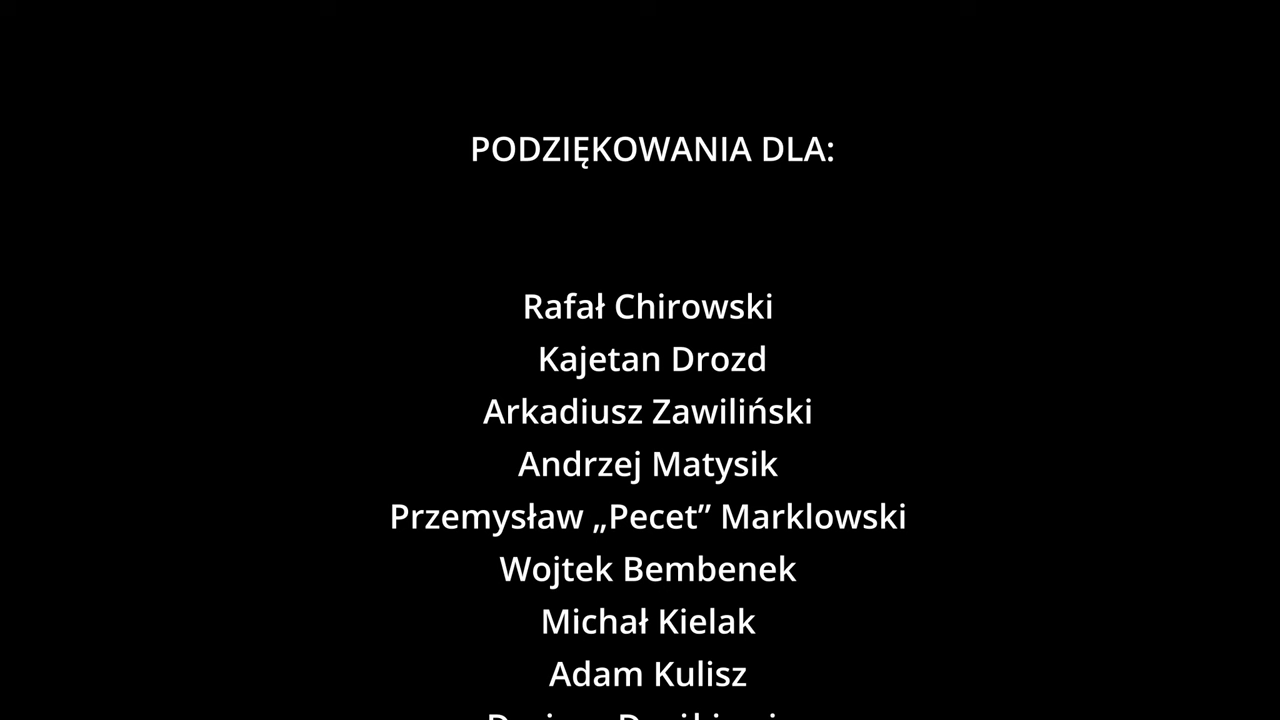 PODZIĘKOWANIA DLA:
Rafał Chirowski
Kajetan Drozd
Arkadiusz Zawiliński
Andrzej Matysik
Przemysław „Pecet” Marklowski
Wojtek Bembenek
Michał Kielak
Adam Kulisz